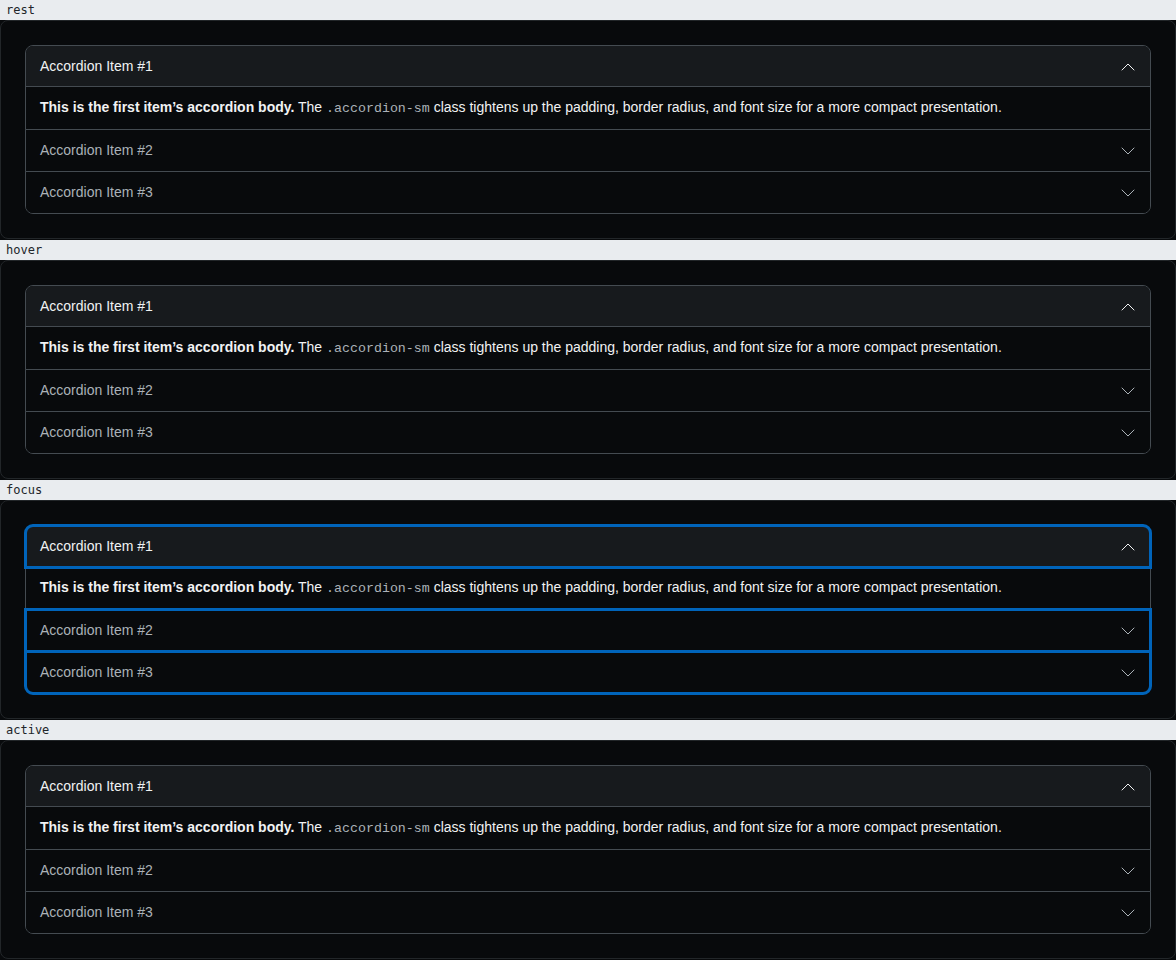 rest
Accordion Item #1
This is the first item’s accordion body. The .accordion-sm class tightens up the padding, border radius, and font size for a more compact presentation.
Accordion Item #2
Accordion Item #3
hover
Accordion Item #1
This is the first item’s accordion body. The .accordion-sm class tightens up the padding, border radius, and font size for a more compact presentation.
Accordion Item #2
Accordion Item #3
focus
Accordion Item #1
This is the first item’s accordion body. The .accordion-sm class tightens up the padding, border radius, and font size for a more compact presentation.
Accordion Item #2
Accordion Item #3
active
Accordion Item #1
This is the first item’s accordion body. The .accordion-sm class tightens up the padding, border radius, and font size for a more compact presentation.
Accordion Item #2
Accordion Item #3